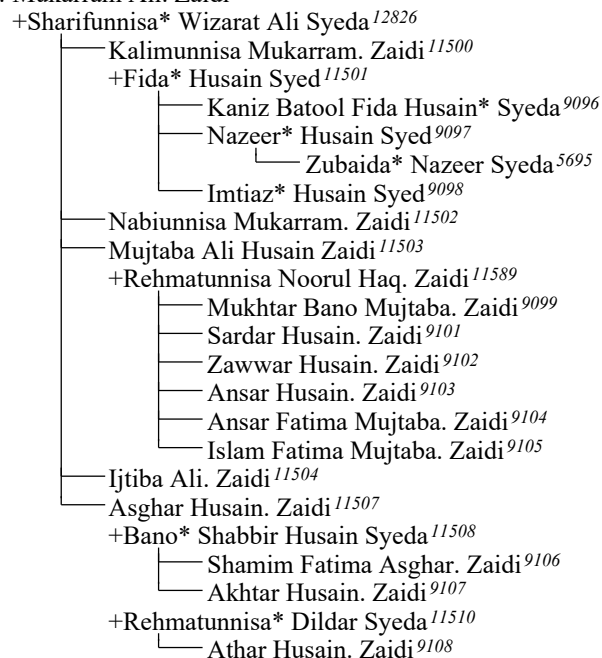 +Sharifunnisa* Wizarat Ali Syeda 12826
Kalimunnisa Mukarram. Zaidi 11500
+Fida* Husain Syed 11501
Kaniz Batool Fida Husain* Syeda 9096
Nazeer* Husain Syed 9097
Zubaida* Nazeer Syeda 5695
Imtiaz* Husain Syed 9098
Nabiunnisa Mukarram. Zaidi 11502
Mujtaba Ali Husain Zaidi 11503
+Rehmatunnisa Noorul Haq. Zaidi 11589
Mukhtar Bano Mujtaba. Zaidi 9099
Sardar Husain. Zaidi 9101
Zawwar Husain. Zaidi 9102
Ansar Husain. Zaidi 9103
Ansar Fatima Mujtaba. Zaidi 9104
Islam Fatima Mujtaba. Zaidi 9105
Ijtiba Ali. Zaidi 11504
Asghar Husain. Zaidi 11507
+Bano* Shabbir Husain Syeda 11508
Shamim Fatima Asghar. Zaidi 9106
Akhtar Husain. Zaidi 9107
+Rehmatunnisa* Dildar Syeda 11510
Athar Husain. Zaidi 9108